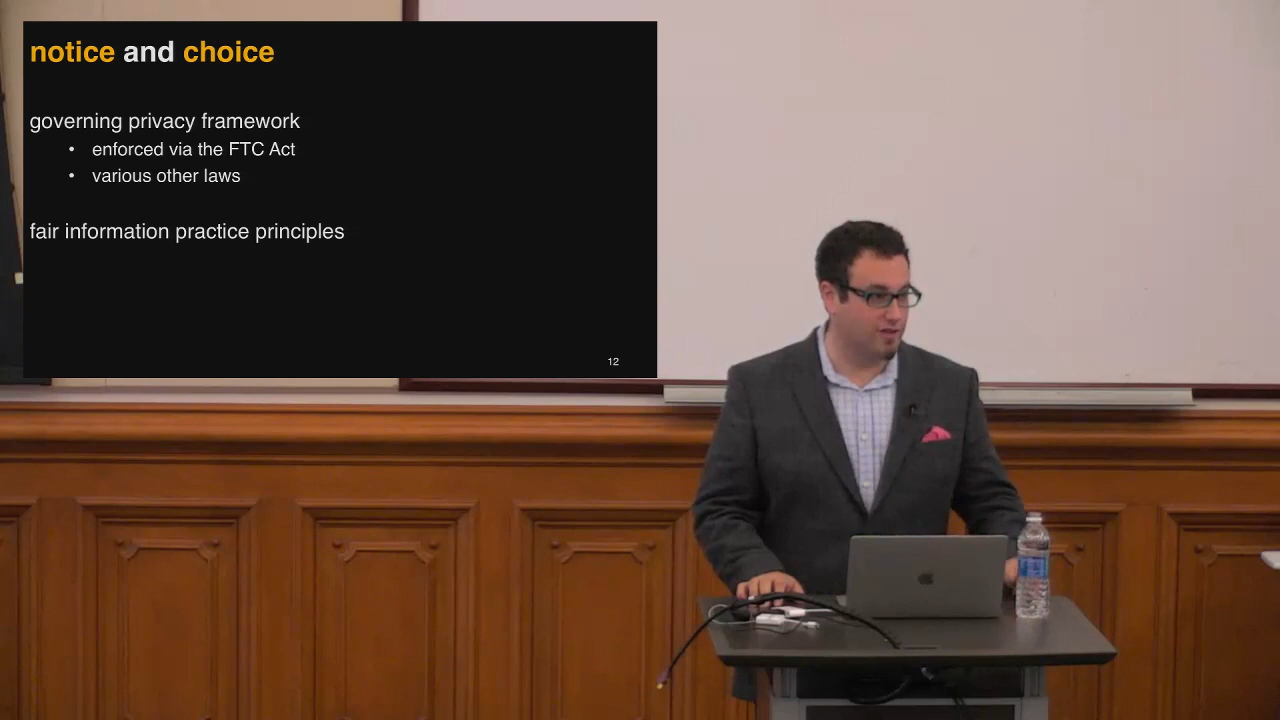 notice and choice
governing privacy framework
• enforced via the FTC Act
• various other laws
fair information practice principles
12